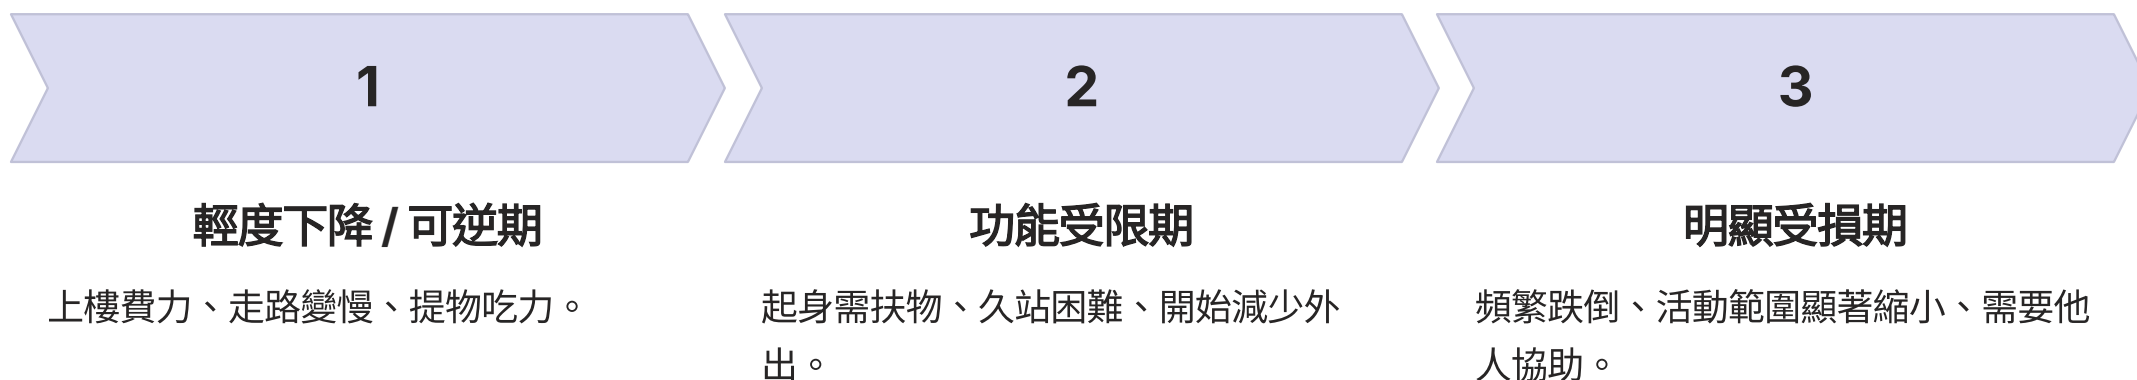 1
輕度下降 / 可逆期
上樓費力、走路變慢、提物吃力。
2
功能受限期
起身需扶物、久站困難、開始減少外
出。
3
明顯受損期
頻繁跌倒、活動範圍顯著縮小、需要他
人協助。